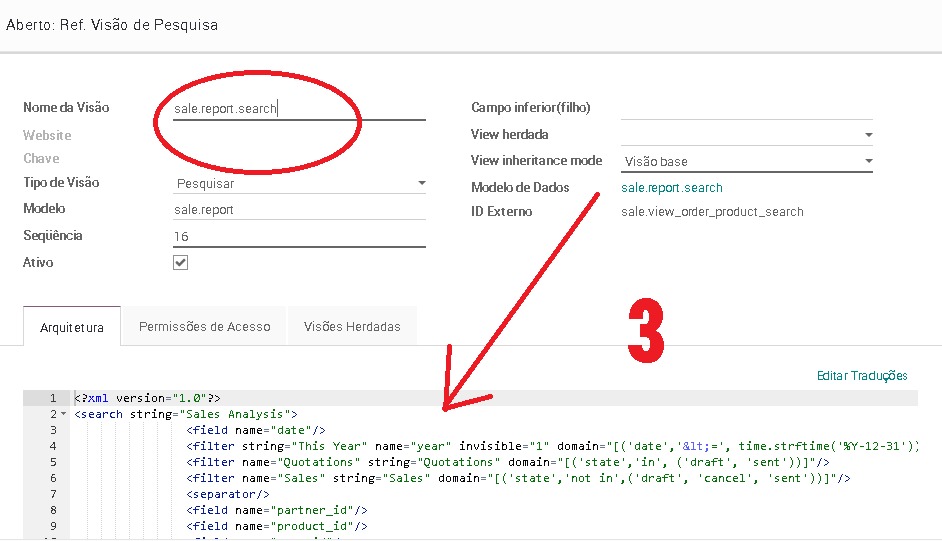 Aberto: Ref. Visão de Pesquisa
Nome da Visão sale.report.search
Campo inferior(filho)
Website
View herdada
Chave
View inheritance mode Visão base
Tipo de Visão Pesquisar
Modelo de Dados sale.report.search
Modelo sale.report
ID Externo sale.view_order_product_search
Seqüência 16
Ativo
3
Arquitetura Permissões de Acesso Visões Herdadas
Editar Traduções
1 <?xml version="1.0"?>
2 <search string="Sales Analysis">
3 <field name="date"/>
4 <filter string="This Year" name="year" invisible="1" domain="[('date','&lt;=', time.strftime('%Y-12-31'))
5 <filter name="Quotations" string="Quotations" domain="[('state','in', ('draft', 'sent'))]"/>
6 <filter name="Sales" string="Sales" domain="[('state','not in',('draft', 'cancel', 'sent'))]"/>
7 <separator/>
8 <field name="partner_id"/>
9 <field name="product_id"/>